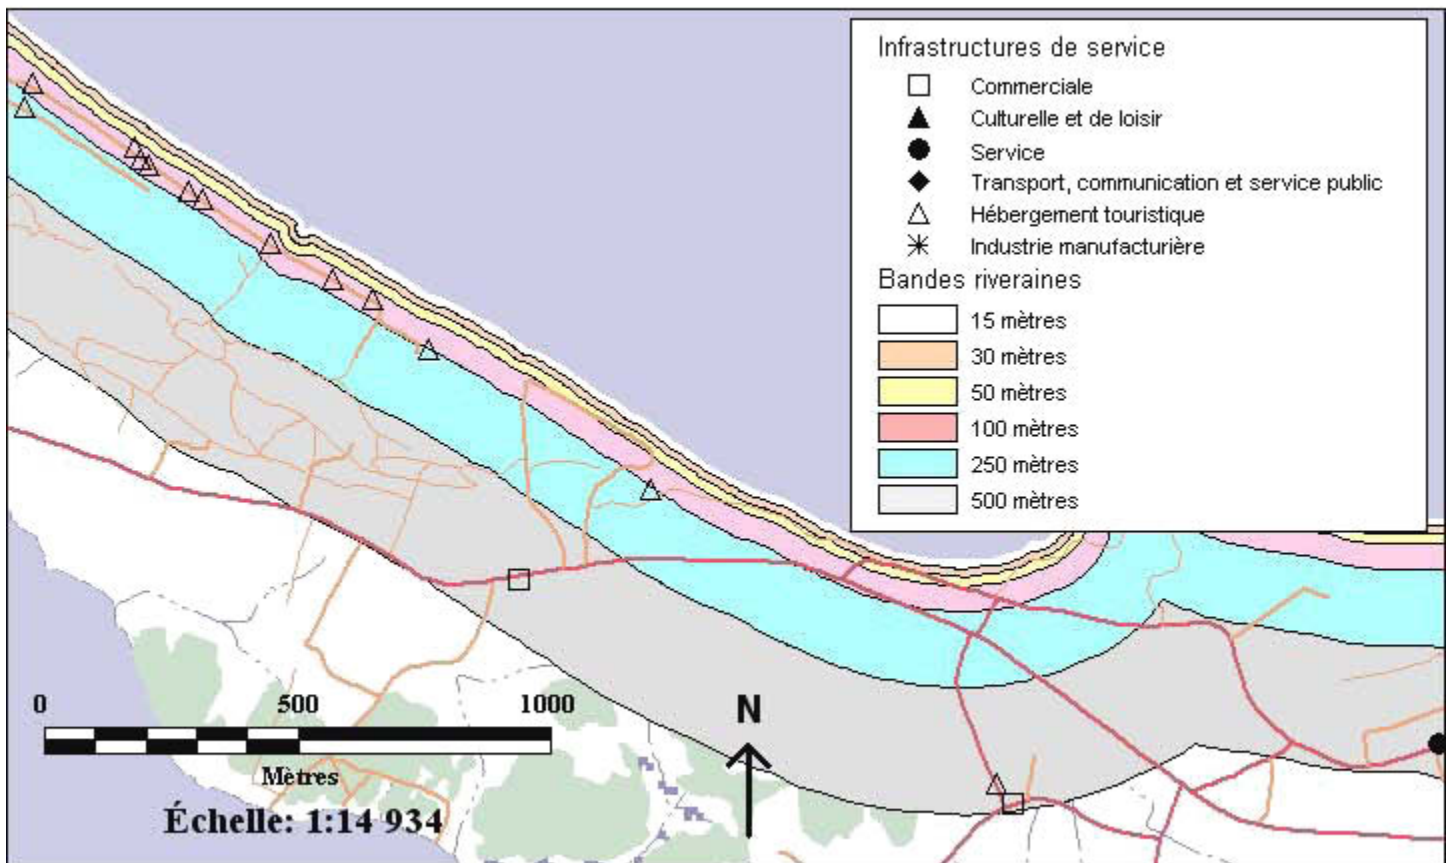 Infrastructures de service
Commerciale
Culturelle et de loisir
Service
Transport, communication et service public
Hébergement touristique
Industrie manufacturière
Bandes riveraines
15 mètres
30 mètres
50 mètres
100 mètres
250 mètres
500 mètres
0 500 1000
Mètres
Échelle: 1:14 934
N